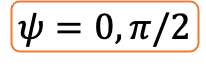 ψ = 0, π/2